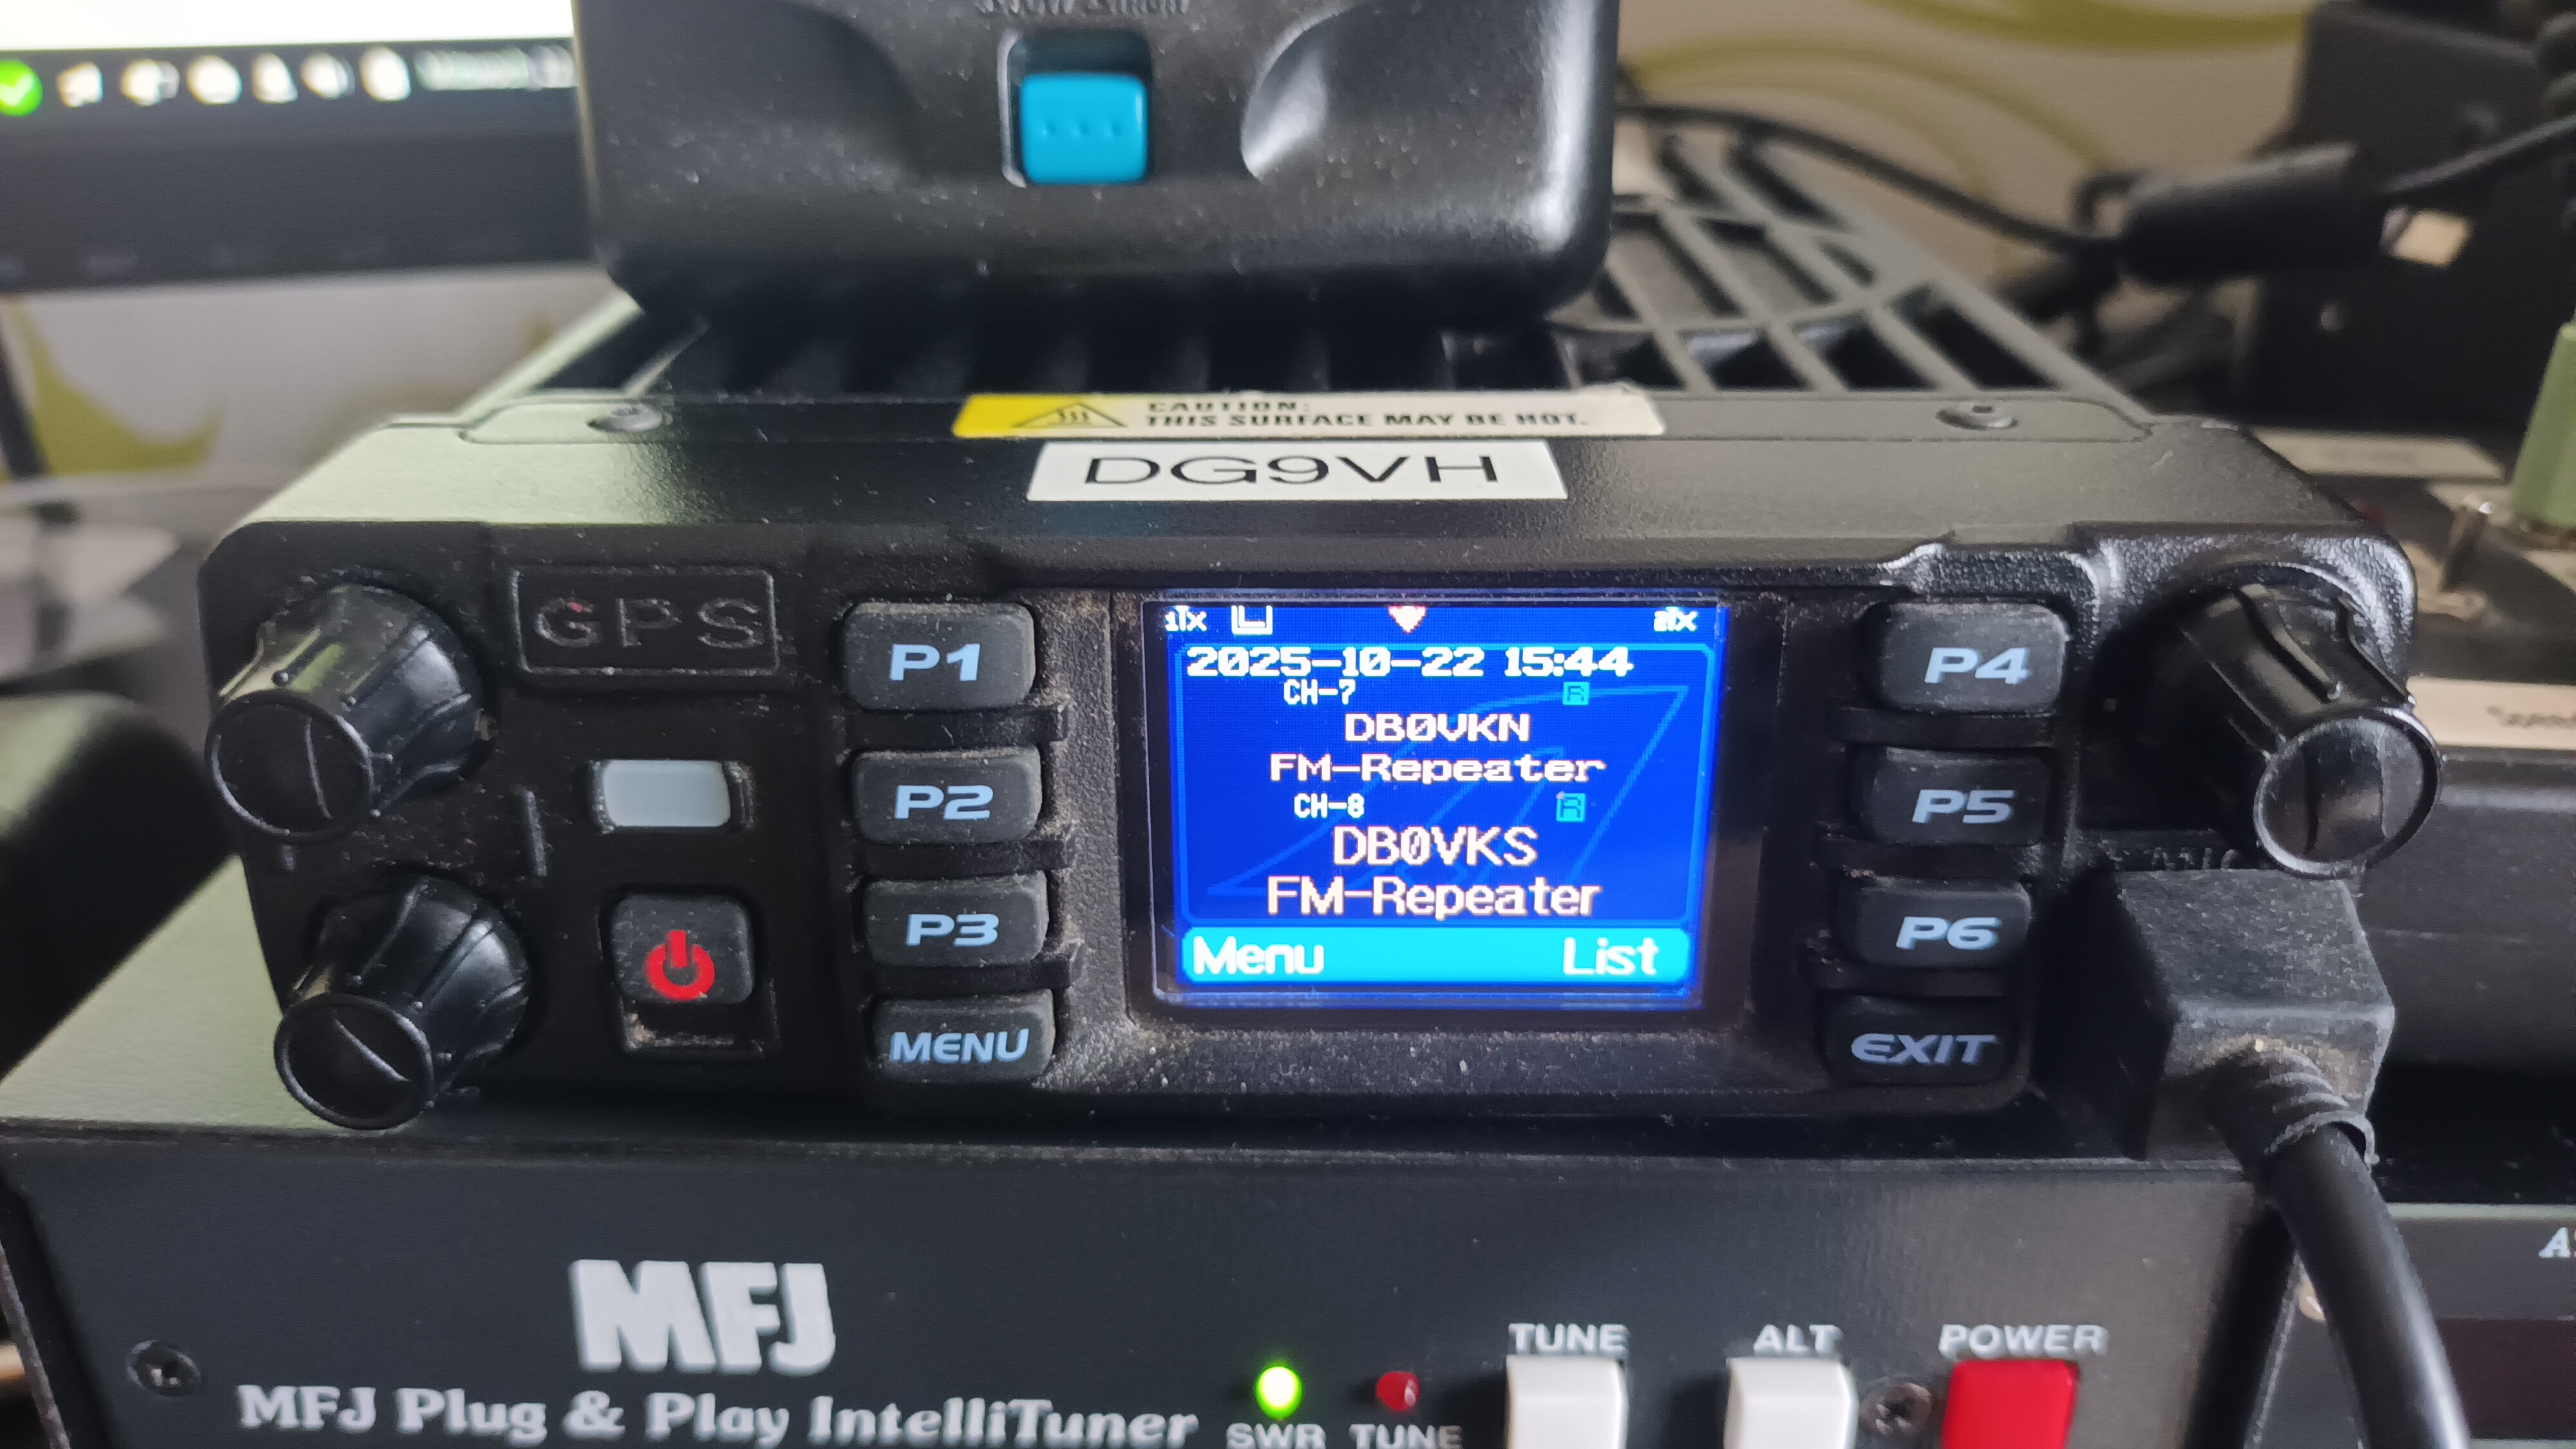 CAUTION:
THIS SURFACE MAY BE HOT.
DG9VH
GPS
P1
P2
P3
MENU
2025-10-22 15:44
CH-7 R
DB0VKN
FM-Repeater
CH-8 R
DB0VKS
FM-Repeater
Menu List
P4
P5
P6
EXIT
MFJ
MFJ Plug & Play IntelliTuner
SWR TUNE
TUNE
ALT
POWER